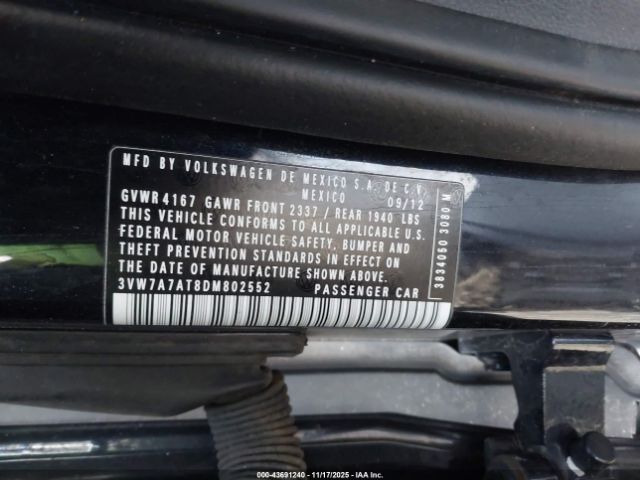 MFD BY VOLKSWAGEN DE MEXICO S.A. DE C.V.
MEXICO 09/12
GVWR 4167 GAWR FRONT 2337 / REAR 1940 LBS
THIS VEHICLE CONFORMS TO ALL APPLICABLE U.S.
FEDERAL MOTOR VEHICLE SAFETY, BUMPER AND
THEFT PREVENTION STANDARDS IN EFFECT ON
THE DATE OF MANUFACTURE SHOWN ABOVE.
3VW7A7AT8DM802552 PASSENGER CAR
3834050 3080 M
000-43691240 - 11/17/2025 - IAA Inc.